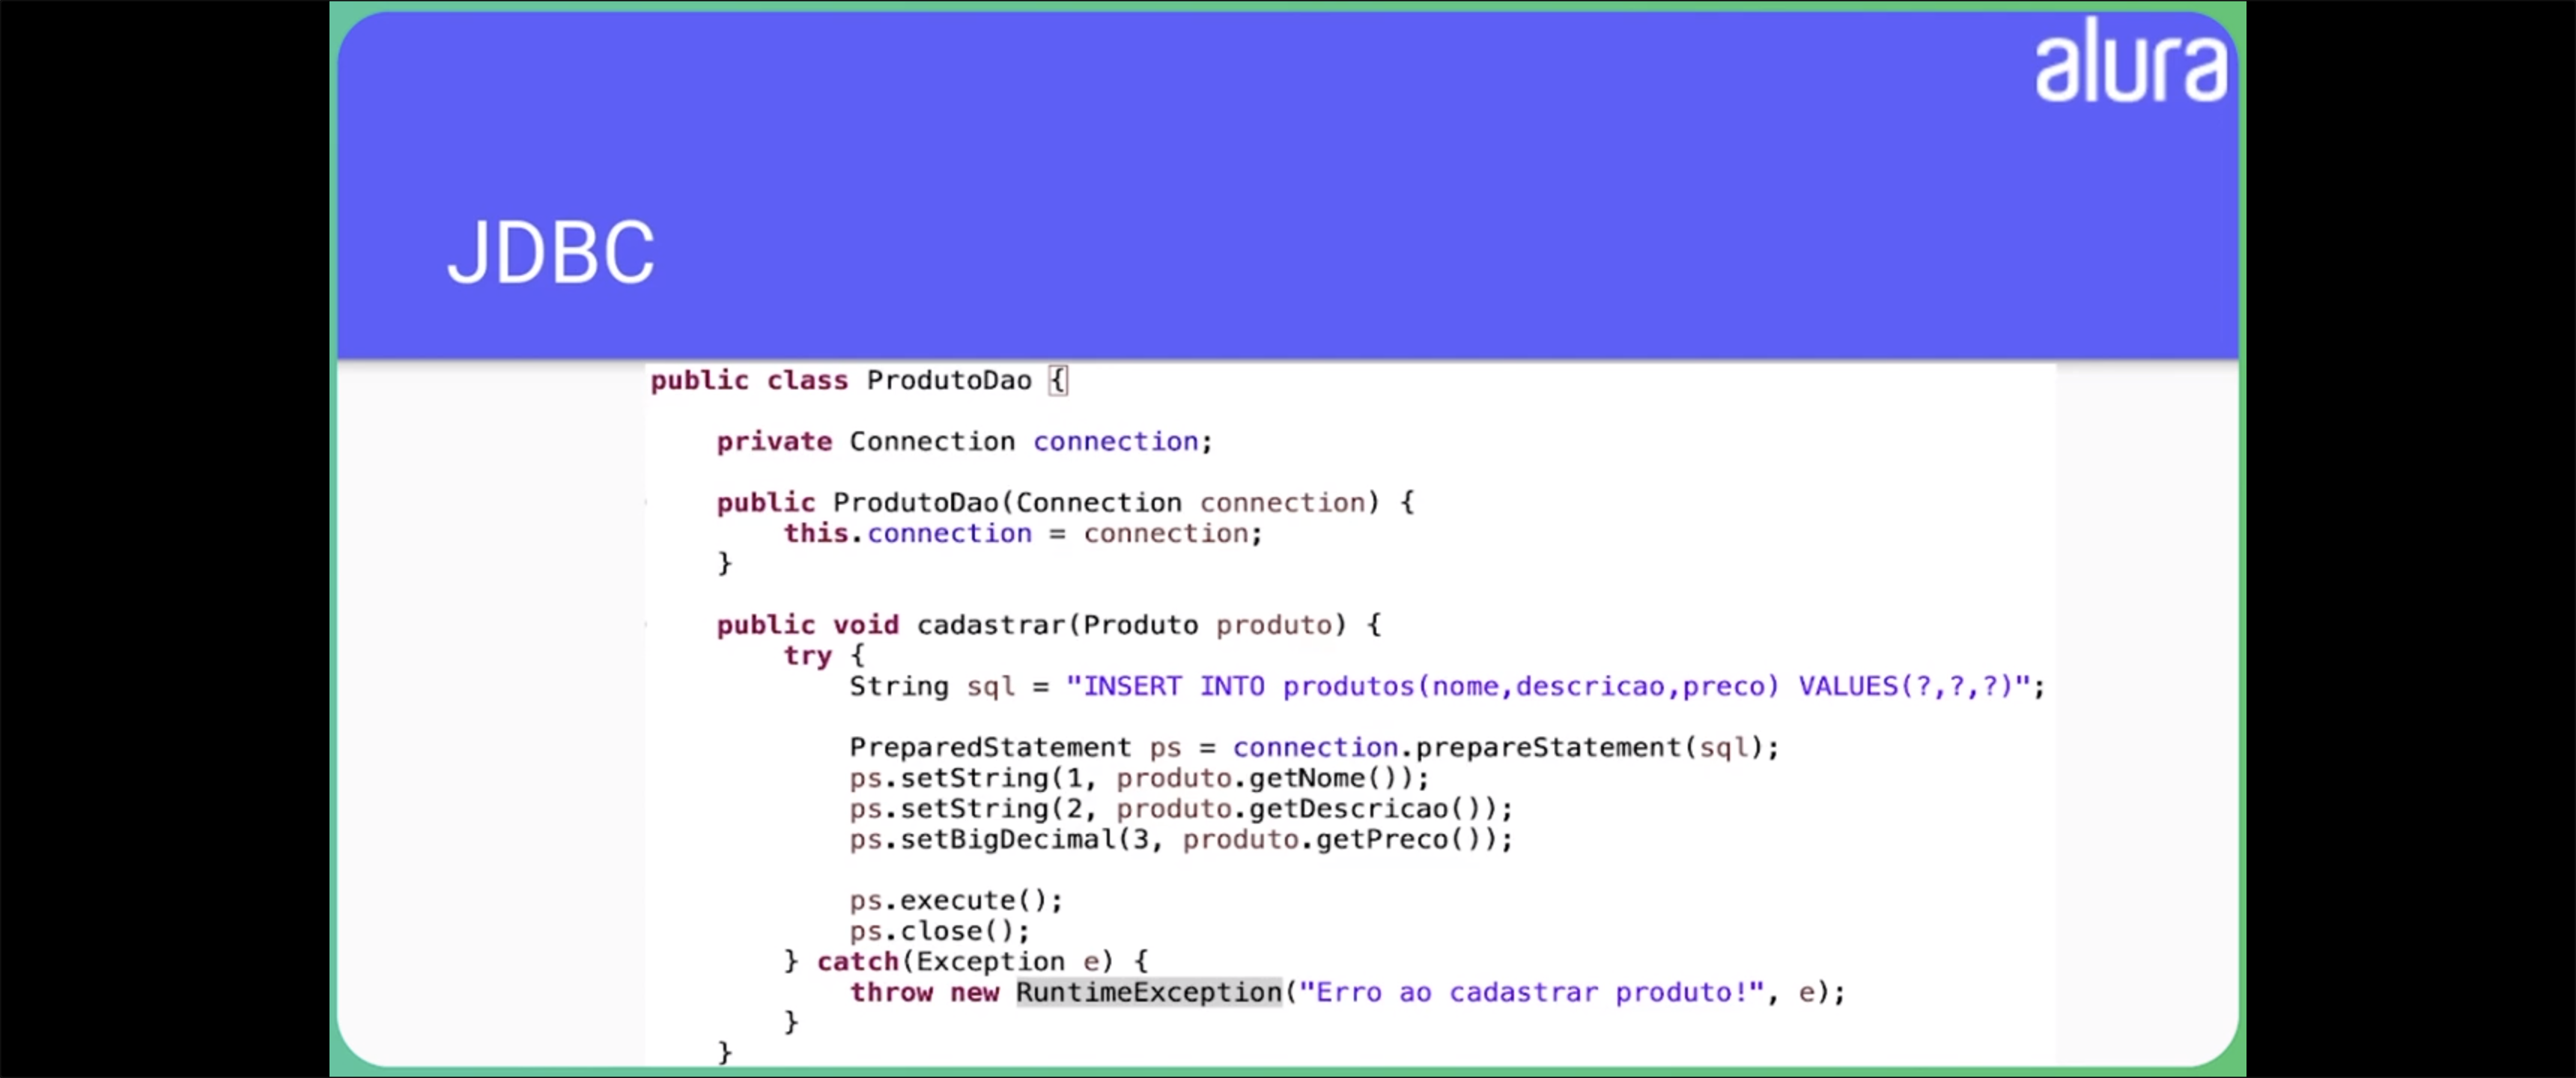 alura
JDBC
public class ProdutoDao {
private Connection connection;
public ProdutoDao(Connection connection) {
this.connection = connection;
}
public void cadastrar(Produto produto) {
try {
String sql = "INSERT INTO produtos(nome,descricao,preco) VALUES(?,?,?)";
PreparedStatement ps = connection.prepareStatement(sql);
ps.setString(1, produto.getNome());
ps.setString(2, produto.getDescricao());
ps.setBigDecimal(3, produto.getPreco());
ps.execute();
ps.close();
} catch(Exception e) {
throw new RuntimeException("Erro ao cadastrar produto!", e);
}
}